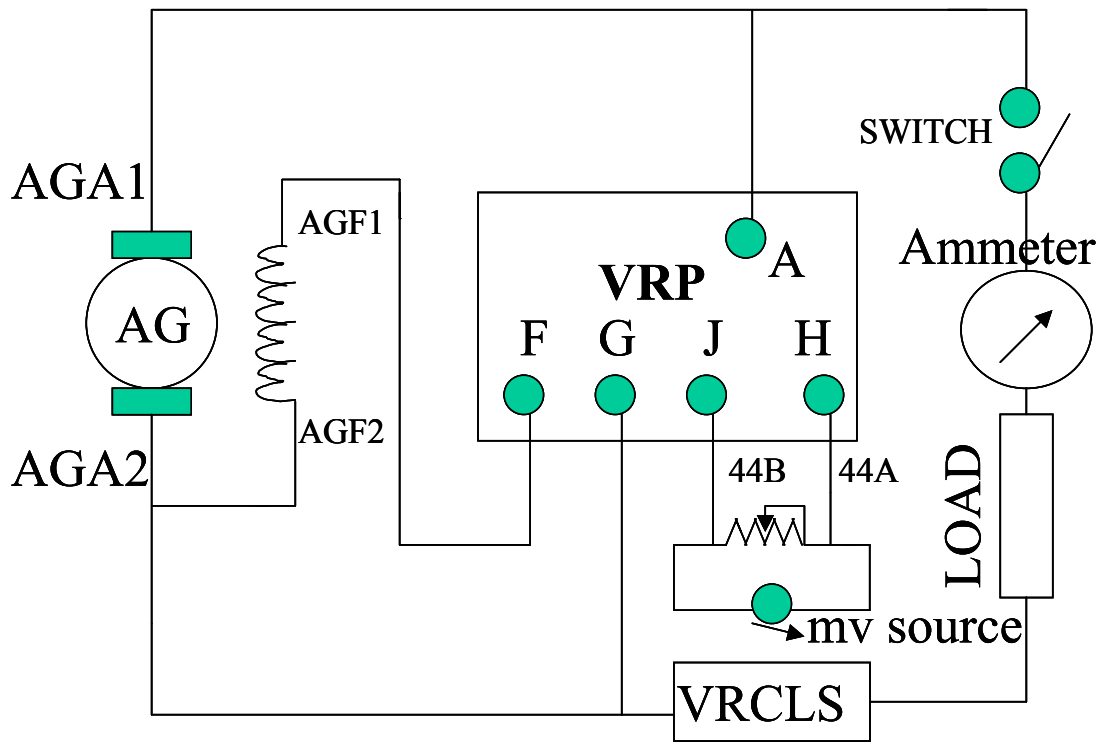 SWITCH
AGA1
AGF1
Ammeter
A
VRP
AG
F G J H
AGF2
AGA2
44B 44A
LOAD
mv source
VRCLS